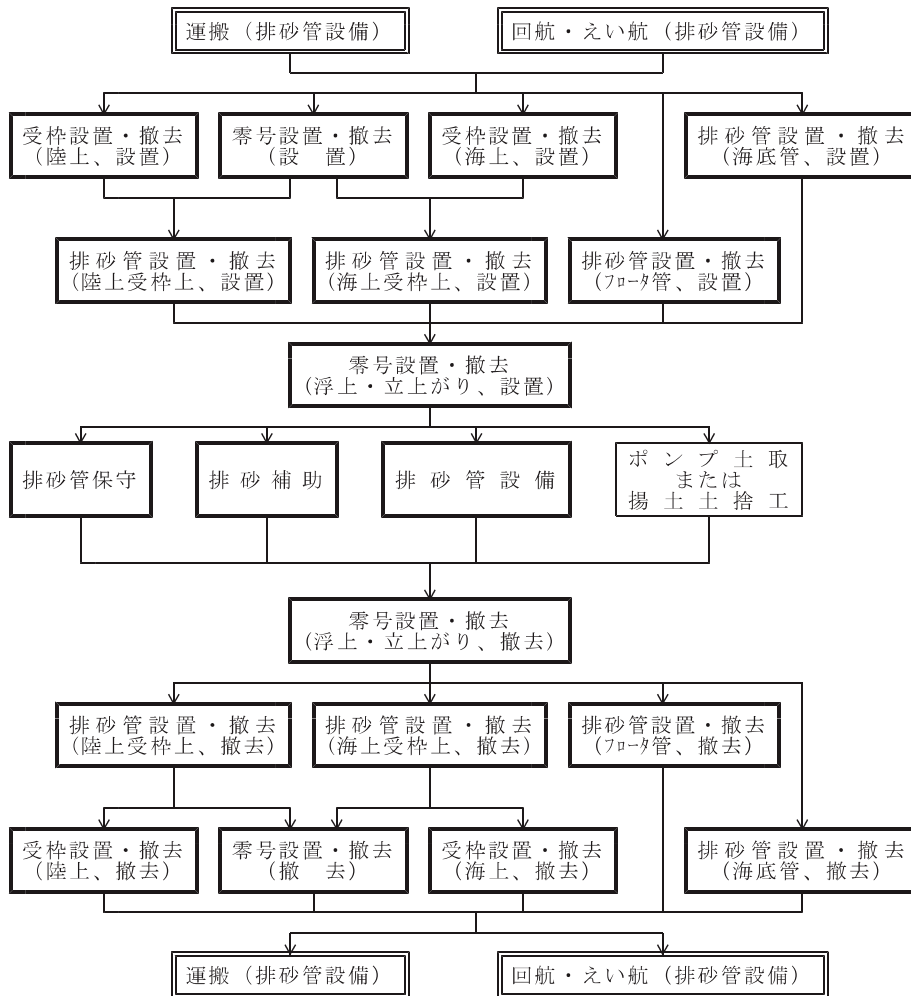 運搬（排砂管設備）
回航・えい航（排砂管設備）
受枠設置・撤去
（陸上、設置）
零号設置・撤去
（設　置）
受枠設置・撤去
（海上、設置）
排砂管設置・撤去
（海底管、設置）
排砂管設置・撤去
（陸上受枠上、設置）
排砂管設置・撤去
（海上受枠上、設置）
排砂管設置・撤去
（ﾌﾛｰﾀ管、設置）
零号設置・撤去
（浮上・立上がり、設置）
排砂管保守
排砂補助
排砂管設備
ポンプ土取
または
揚土土捨工
零号設置・撤去
（浮上・立上がり、撤去）
排砂管設置・撤去
（陸上受枠上、撤去）
排砂管設置・撤去
（海上受枠上、撤去）
排砂管設置・撤去
（ﾌﾛｰﾀ管、撤去）
受枠設置・撤去
（陸上、撤去）
零号設置・撤去
（撤　去）
受枠設置・撤去
（海上、撤去）
排砂管設置・撤去
（海底管、撤去）
運搬（排砂管設備）
回航・えい航（排砂管設備）